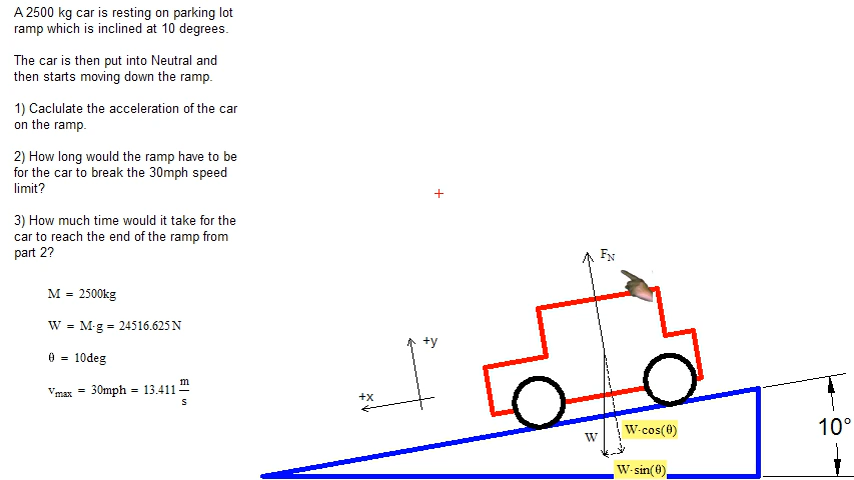 A 2500 kg car is resting on parking lot
ramp which is inclined at 10 degrees.
The car is then put into Neutral and
then starts moving down the ramp.
1) Caclulate the acceleration of the car
on the ramp.
2) How long would the ramp have to be
for the car to break the 30mph speed
limit?
3) How much time would it take for the
car to reach the end of the ramp from
part 2?
M = 2500kg
W = M·g = 24516.625 N
θ = 10deg
vmax = 30mph = 13.411 m/s
+x
+y
FN
W
W·cos(θ)
W·sin(θ)
10°